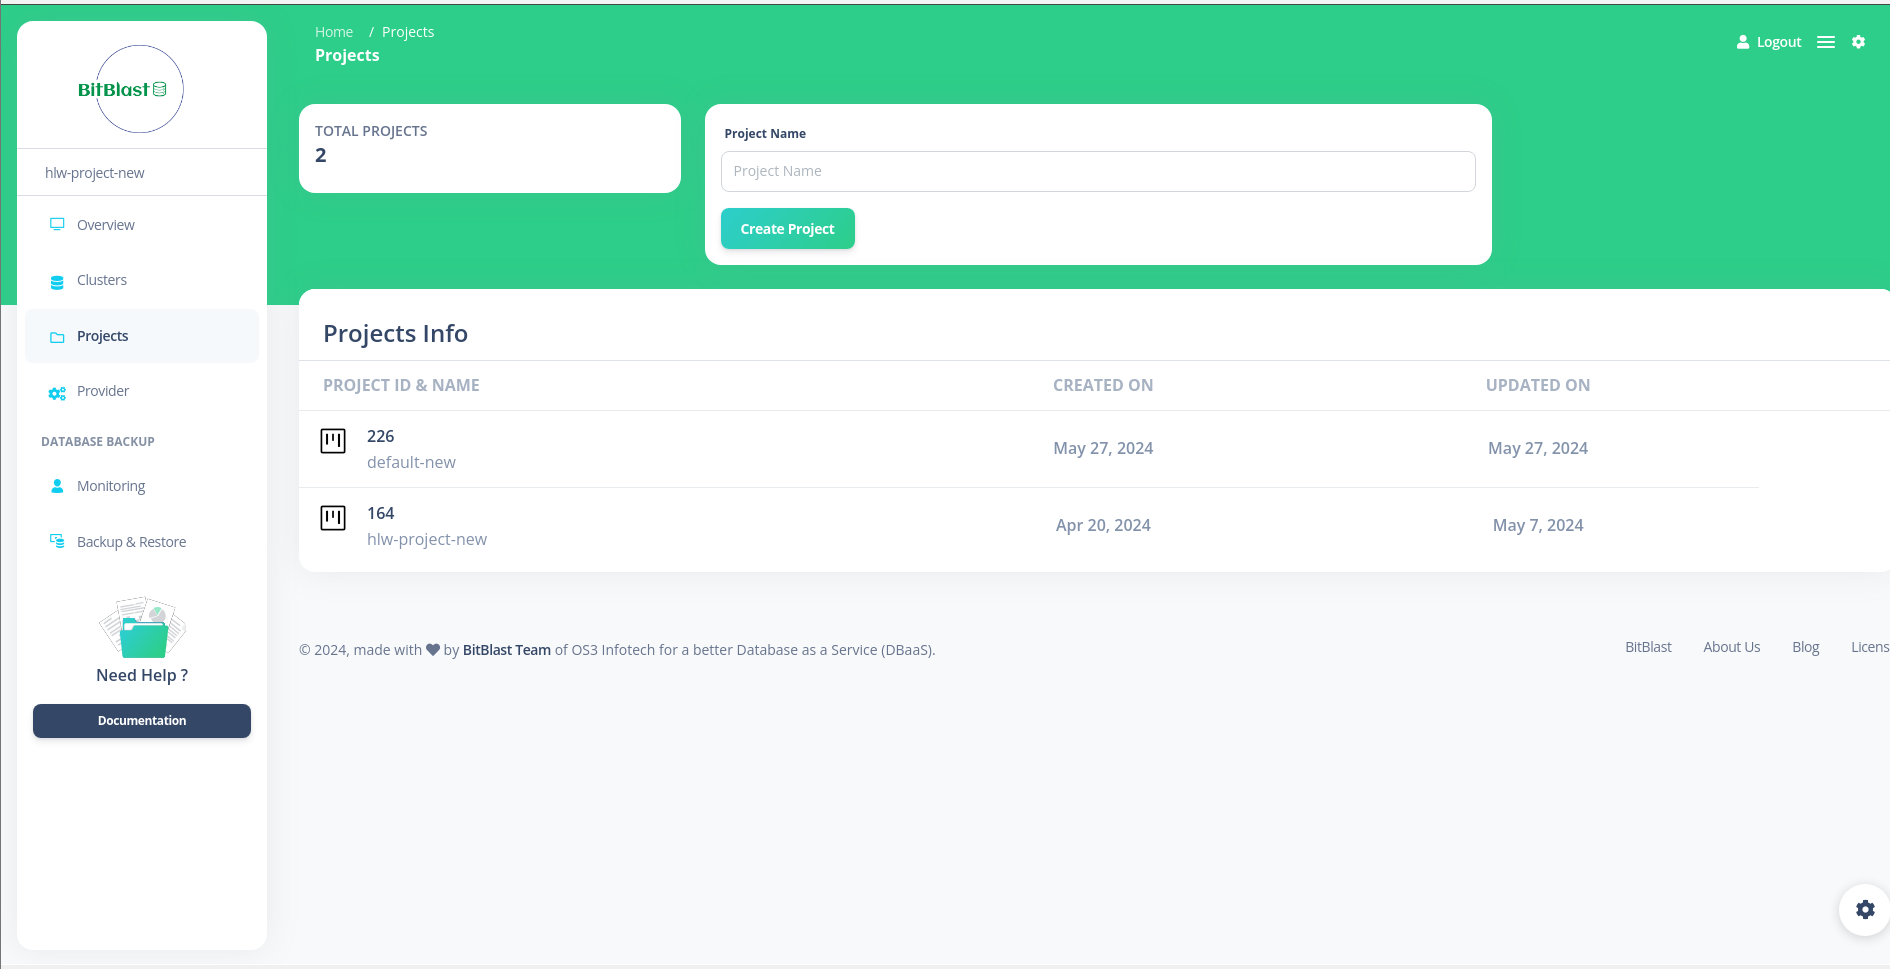 BitBlast
hlw-project-new
Overview
Clusters
Projects
Provider
DATABASE BACKUP
Monitoring
Backup & Restore
Need Help ?
Documentation
Home / Projects
Projects
Logout
TOTAL PROJECTS
2
Project Name
Project Name
Create Project
Projects Info
PROJECT ID & NAME CREATED ON UPDATED ON
226
default-new
May 27, 2024 May 27, 2024
164
hlw-project-new
Apr 20, 2024 May 7, 2024
© 2024, made with by BitBlast Team of OS3 Infotech for a better Database as a Service (DBaaS).
BitBlast About Us Blog Licens